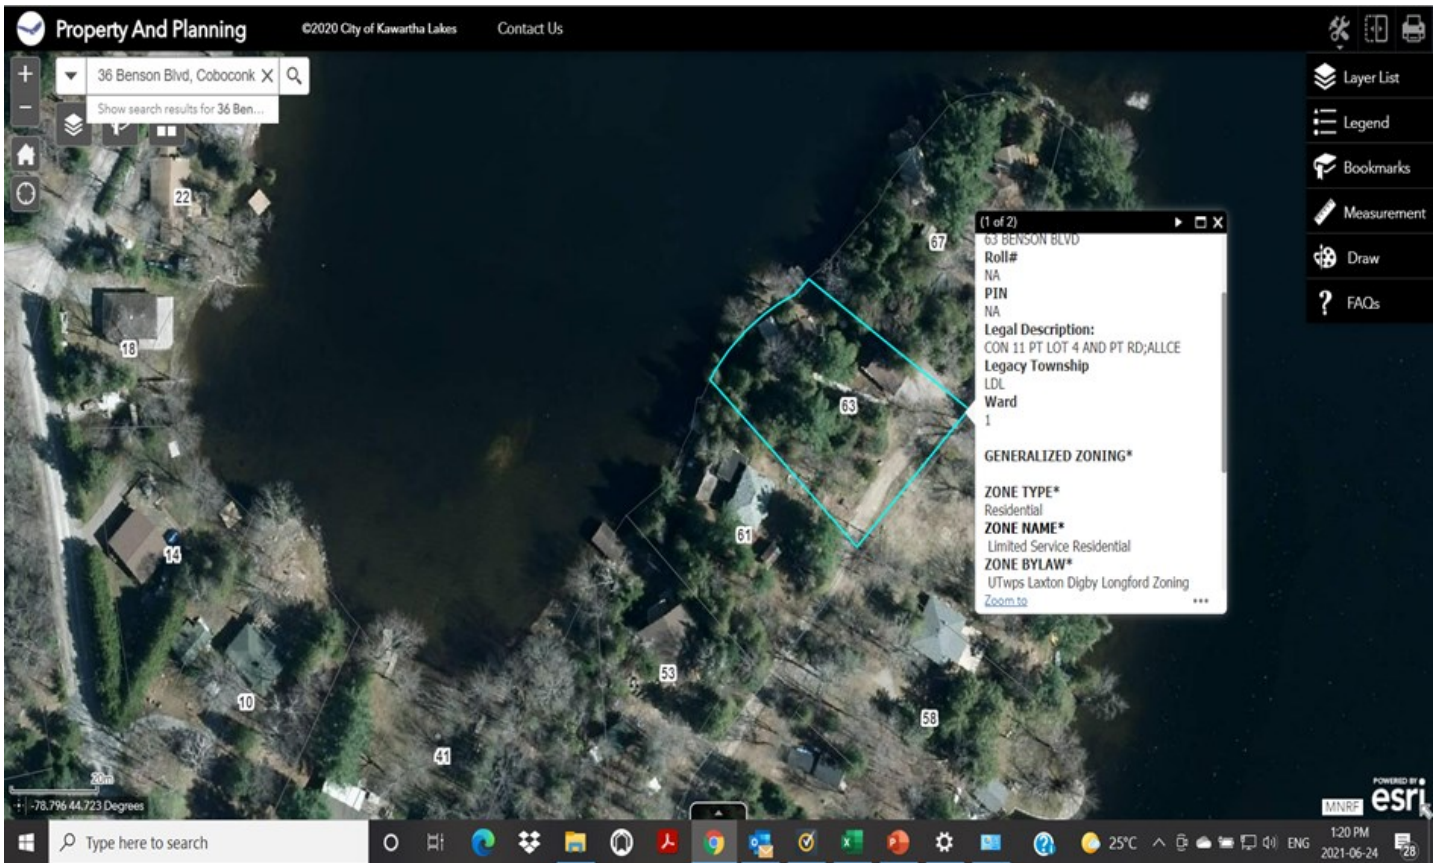 Property And Planning
©2020 City of Kawartha Lakes
Contact Us
36 Benson Blvd, Coboconk
Show search results for 36 Ben...
Layer List
Legend
Bookmarks
Measurement
Draw
FAQs
22
18
14
10
41
53
58
61
63
67
(1 of 2)
63 BENSON BLVD
Roll#
NA
PIN
NA
Legal Description:
CON 11 PT LOT 4 AND PT RD;ALLCE
Legacy Township
LDL
Ward
1
GENERALIZED ZONING*
ZONE TYPE*
Residential
ZONE NAME*
Limited Service Residential
ZONE BYLAW*
UTwps Laxton Digby Longford Zoning
Zoom to
20m
-78.796 44.723 Degrees
MNRF
POWERED BY
esri
Type here to search
25°C
ENG
1:20 PM
2021-06-24
28